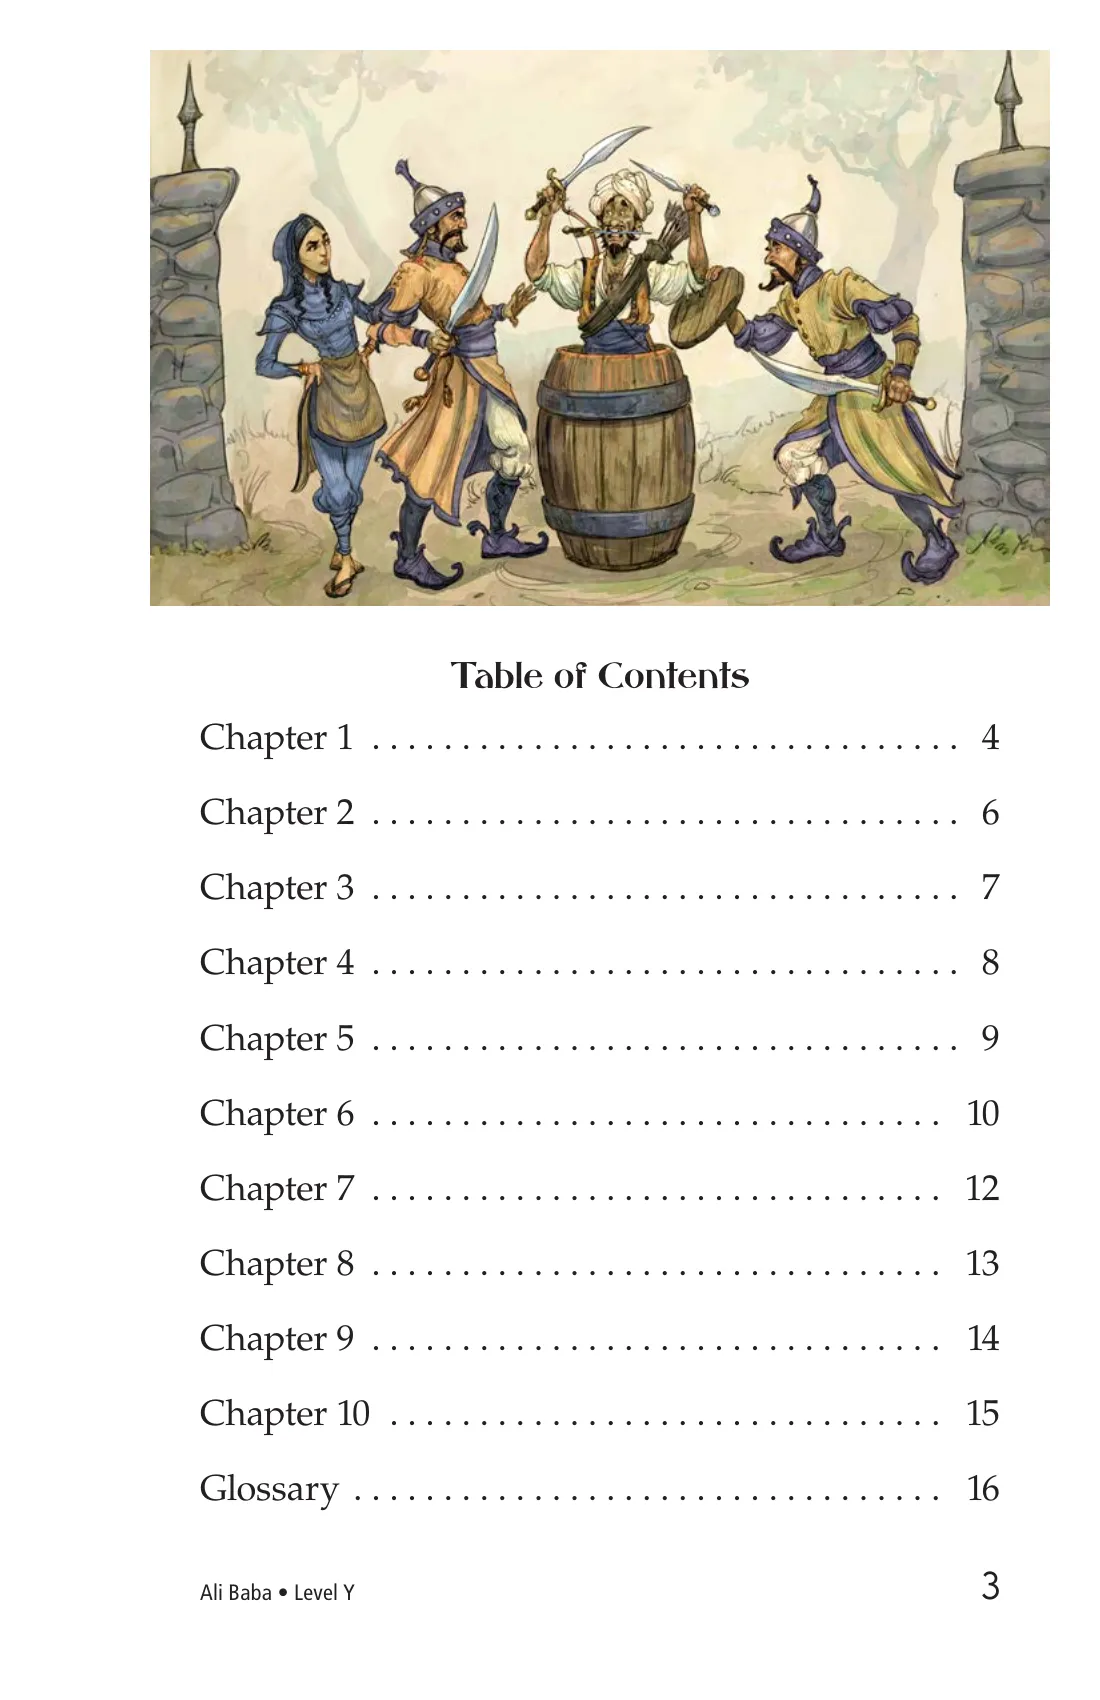 Table of Contents
Chapter 1 . . . . . . . . . . . . . . . . . . . . . . . . . . . . . . . . . 4
Chapter 2 . . . . . . . . . . . . . . . . . . . . . . . . . . . . . . . . . 6
Chapter 3 . . . . . . . . . . . . . . . . . . . . . . . . . . . . . . . . . 7
Chapter 4 . . . . . . . . . . . . . . . . . . . . . . . . . . . . . . . . . 8
Chapter 5 . . . . . . . . . . . . . . . . . . . . . . . . . . . . . . . . . 9
Chapter 6 . . . . . . . . . . . . . . . . . . . . . . . . . . . . . . . . 10
Chapter 7 . . . . . . . . . . . . . . . . . . . . . . . . . . . . . . . . 12
Chapter 8 . . . . . . . . . . . . . . . . . . . . . . . . . . . . . . . . 13
Chapter 9 . . . . . . . . . . . . . . . . . . . . . . . . . . . . . . . . 14
Chapter 10 . . . . . . . . . . . . . . . . . . . . . . . . . . . . . . . 15
Glossary . . . . . . . . . . . . . . . . . . . . . . . . . . . . . . . . . 16
Ali Baba • Level Y 3